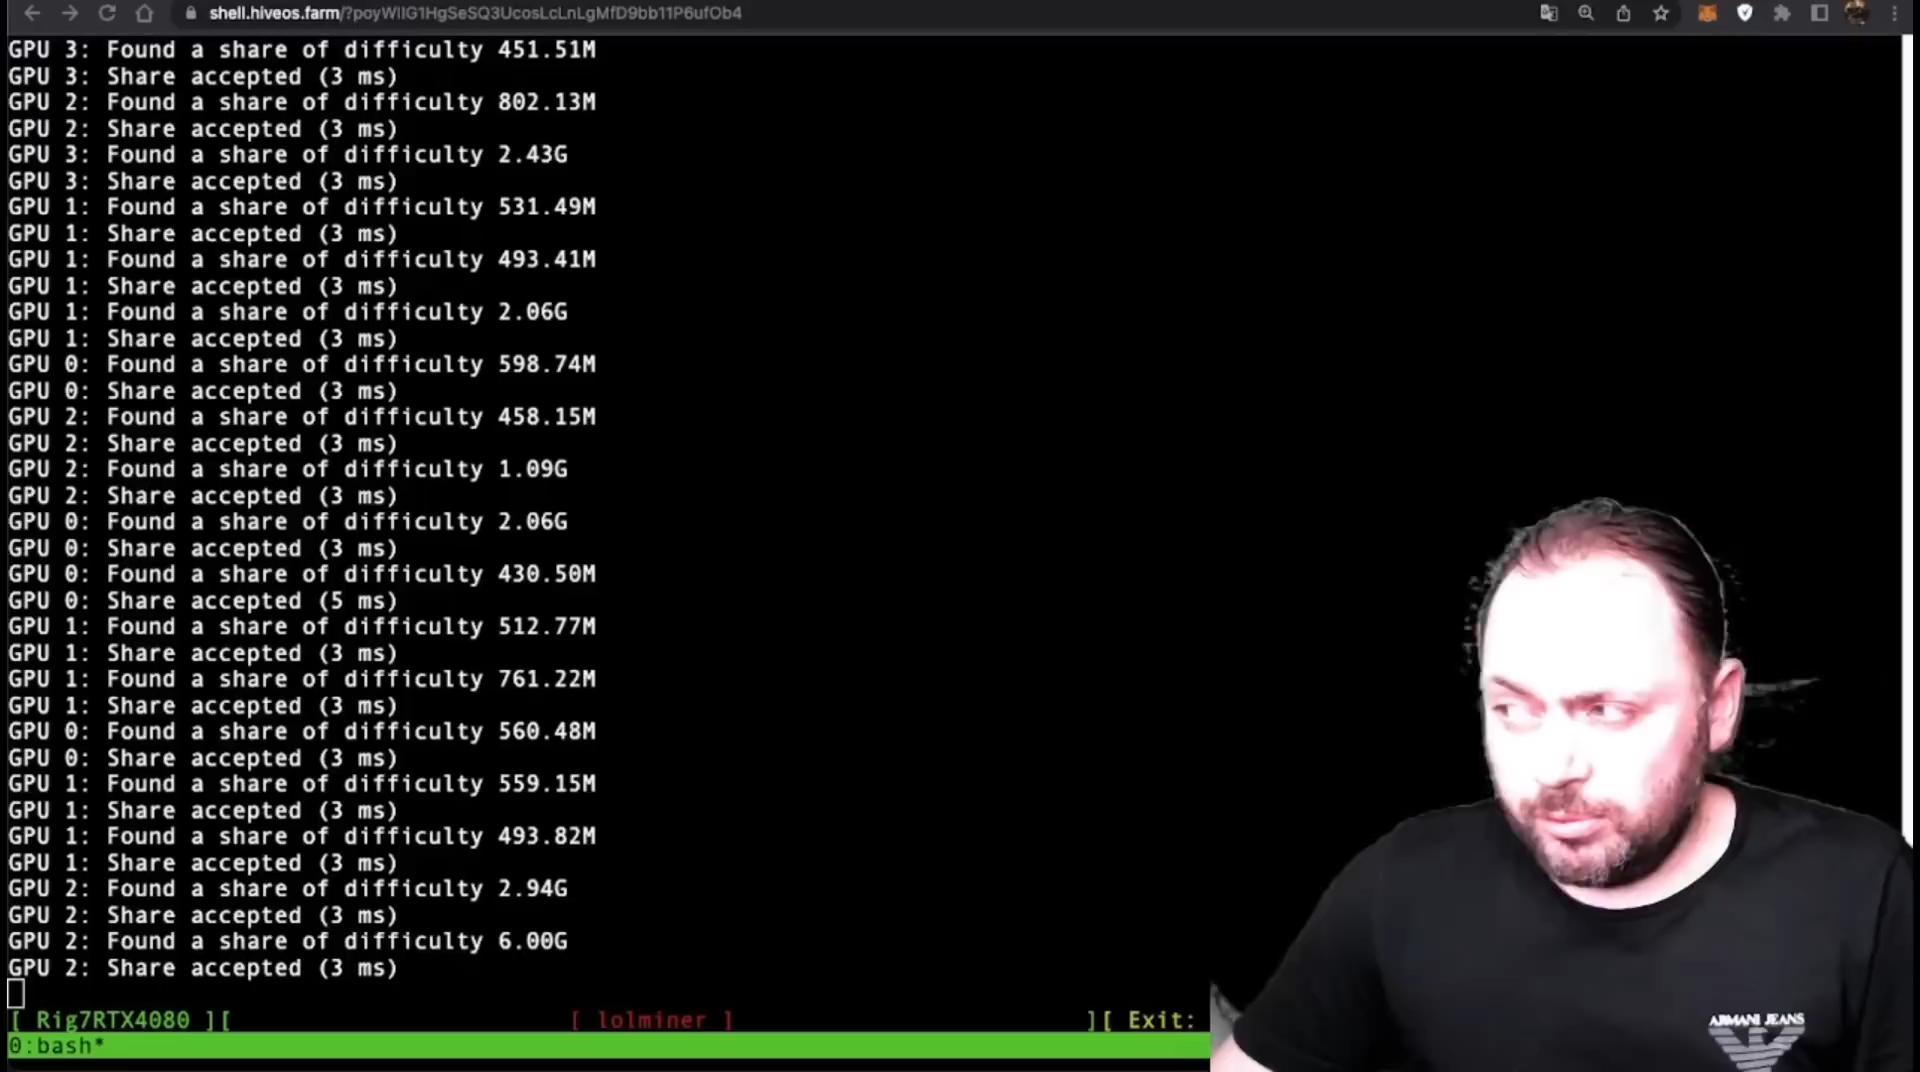 shell.hiveos.farm/?poyWIlG1HgSeSQ3UcosLcLnLgMfD9bb11P6ufOb4
GPU 3: Found a share of difficulty 451.51M
GPU 3: Share accepted (3 ms)
GPU 2: Found a share of difficulty 802.13M
GPU 2: Share accepted (3 ms)
GPU 3: Found a share of difficulty 2.43G
GPU 3: Share accepted (3 ms)
GPU 1: Found a share of difficulty 531.49M
GPU 1: Share accepted (3 ms)
GPU 1: Found a share of difficulty 493.41M
GPU 1: Share accepted (3 ms)
GPU 1: Found a share of difficulty 2.06G
GPU 1: Share accepted (3 ms)
GPU 0: Found a share of difficulty 598.74M
GPU 0: Share accepted (3 ms)
GPU 2: Found a share of difficulty 458.15M
GPU 2: Share accepted (3 ms)
GPU 2: Found a share of difficulty 1.09G
GPU 2: Share accepted (3 ms)
GPU 0: Found a share of difficulty 2.06G
GPU 0: Share accepted (3 ms)
GPU 0: Found a share of difficulty 430.50M
GPU 0: Share accepted (5 ms)
GPU 1: Found a share of difficulty 512.77M
GPU 1: Share accepted (3 ms)
GPU 1: Found a share of difficulty 761.22M
GPU 1: Share accepted (3 ms)
GPU 0: Found a share of difficulty 560.48M
GPU 0: Share accepted (3 ms)
GPU 1: Found a share of difficulty 559.15M
GPU 1: Share accepted (3 ms)
GPU 1: Found a share of difficulty 493.82M
GPU 1: Share accepted (3 ms)
GPU 2: Found a share of difficulty 2.94G
GPU 2: Share accepted (3 ms)
GPU 2: Found a share of difficulty 6.00G
GPU 2: Share accepted (3 ms)
[ Rig7RTX4080 ][ [ lolminer ] ][ Exit:
0:bash*
ARMANI JEANS